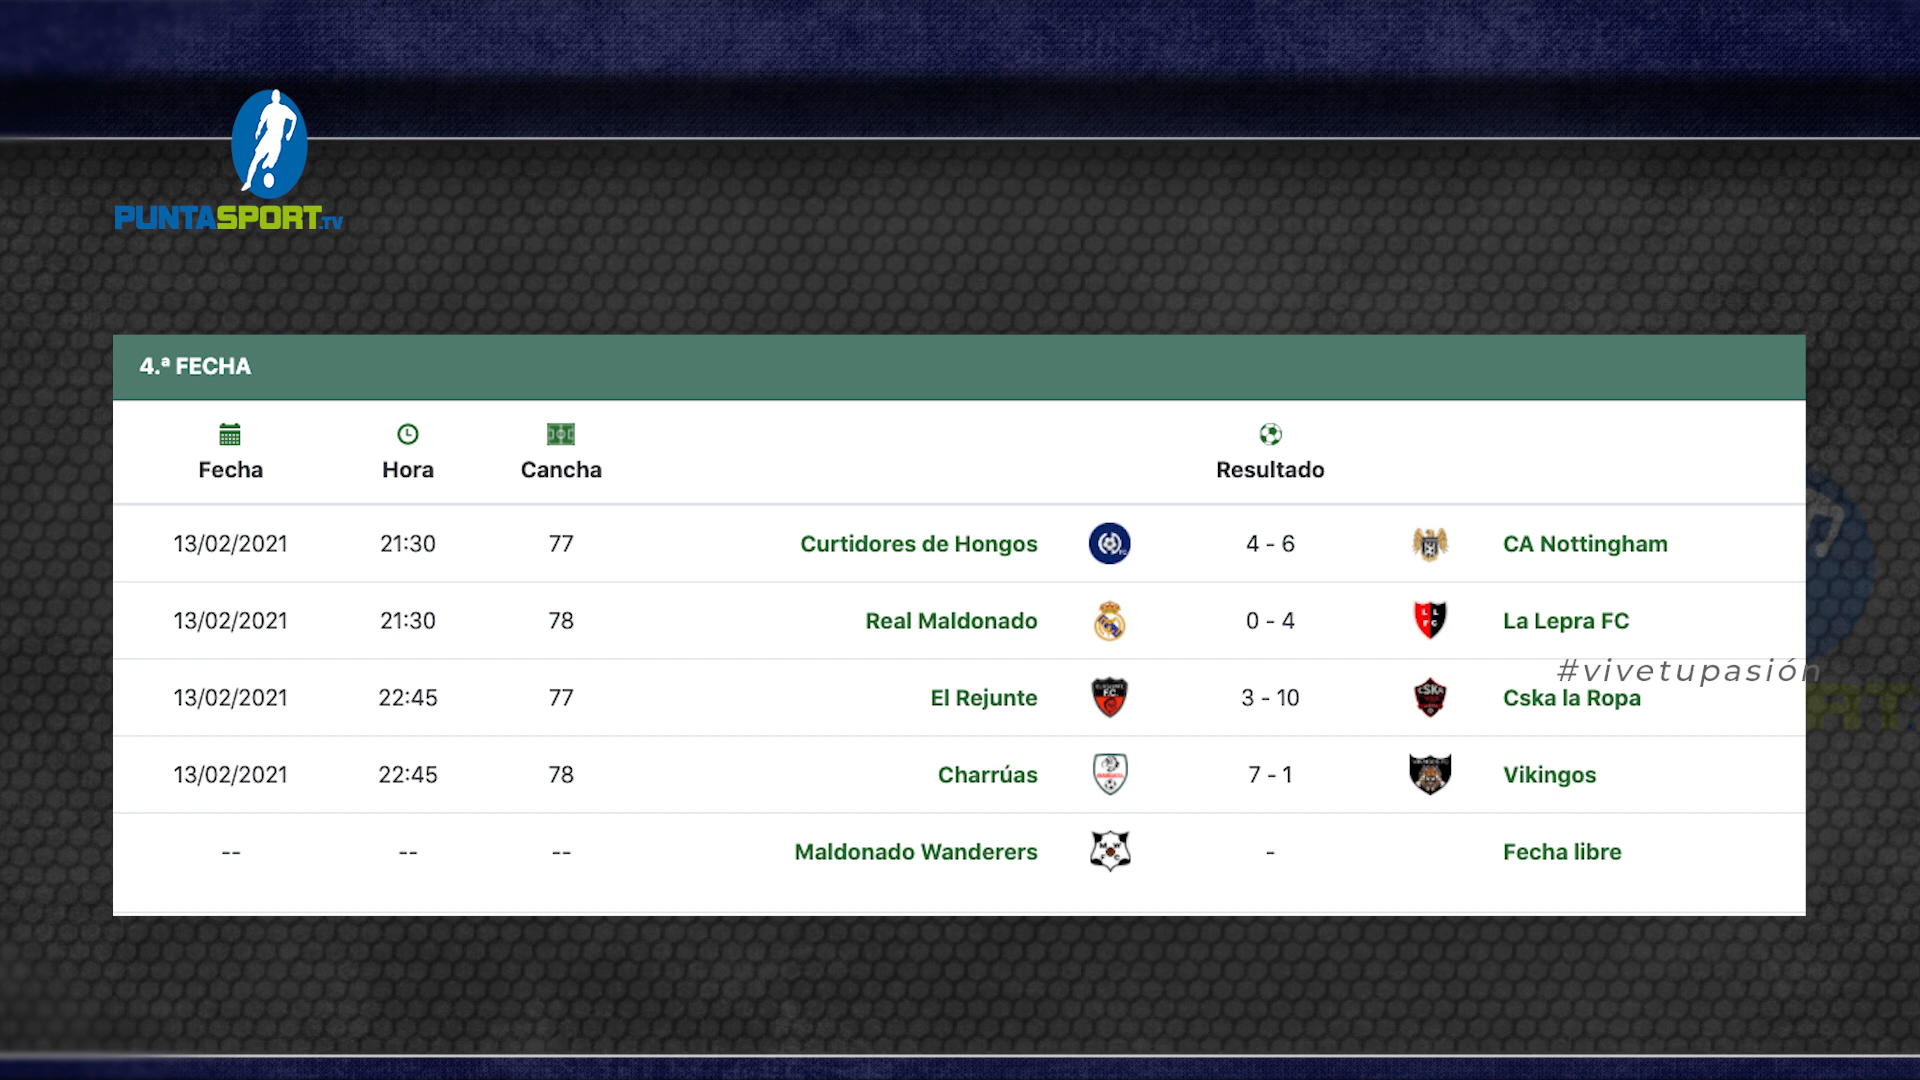 PUNTASPORT.TV
4.ª FECHA
Fecha Hora Cancha Resultado
13/02/2021 21:30 77 Curtidores de Hongos 4 - 6 CA Nottingham
13/02/2021 21:30 78 Real Maldonado 0 - 4 La Lepra FC
#vivetupasión
13/02/2021 22:45 77 El Rejunte 3 - 10 Cska la Ropa
13/02/2021 22:45 78 Charrúas 7 - 1 Vikingos
-- -- -- Maldonado Wanderers - Fecha libre